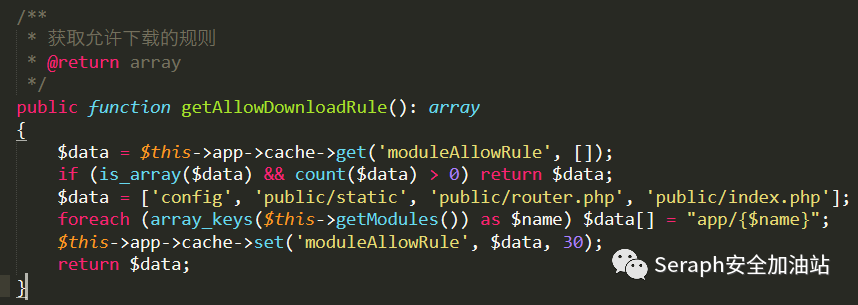 /**
 * 获取允许下载的规则
 * @return array
 */
public function getAllowDownloadRule(): array
{
    $data = $this->app->cache->get('moduleAllowRule', []);
    if (is_array($data) && count($data) > 0) return $data;
    $data = ['config', 'public/static', 'public/router.php', 'public/index.php'];
    foreach (array_keys($this->getModules()) as $name) $data[] = "app/{$name}";
    $this->app->cache->set('moduleAllowRule', $data, 30);
    return $data;
}
Seraph安全加油站